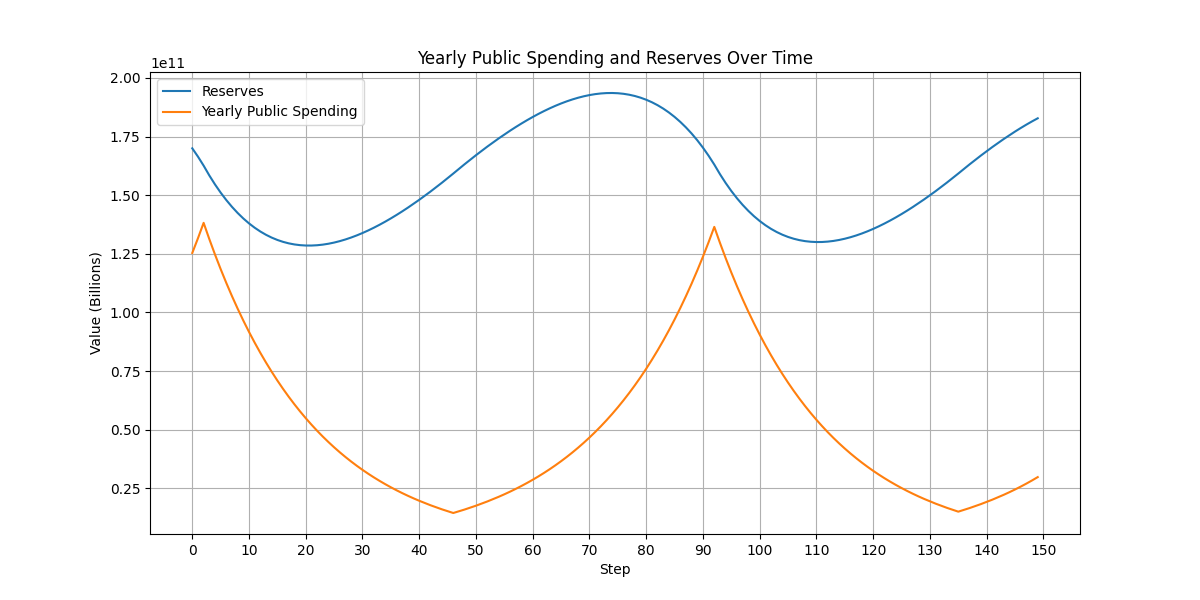 Yearly Public Spending and Reserves Over Time
1e11
Reserves
Yearly Public Spending
2.00
1.75
1.50
1.25
1.00
0.75
0.50
0.25
Value (Billions)
0 10 20 30 40 50 60 70 80 90 100 110 120 130 140 150
Step